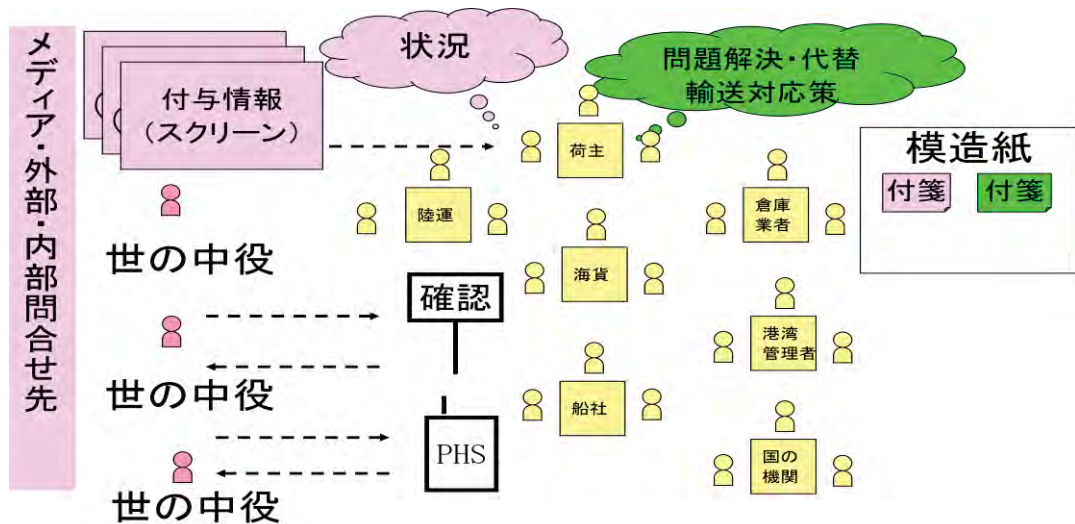 メディア・外部・内部問合せ先
付与情報
(スクリーン)
状況
問題解決・代替
輸送対応策
荷主
模造紙
付箋
付箋
陸運
倉庫
業者
世の中役
海貨
確認
港湾
管理者
世の中役
船社
PHS
国の
機関
世の中役